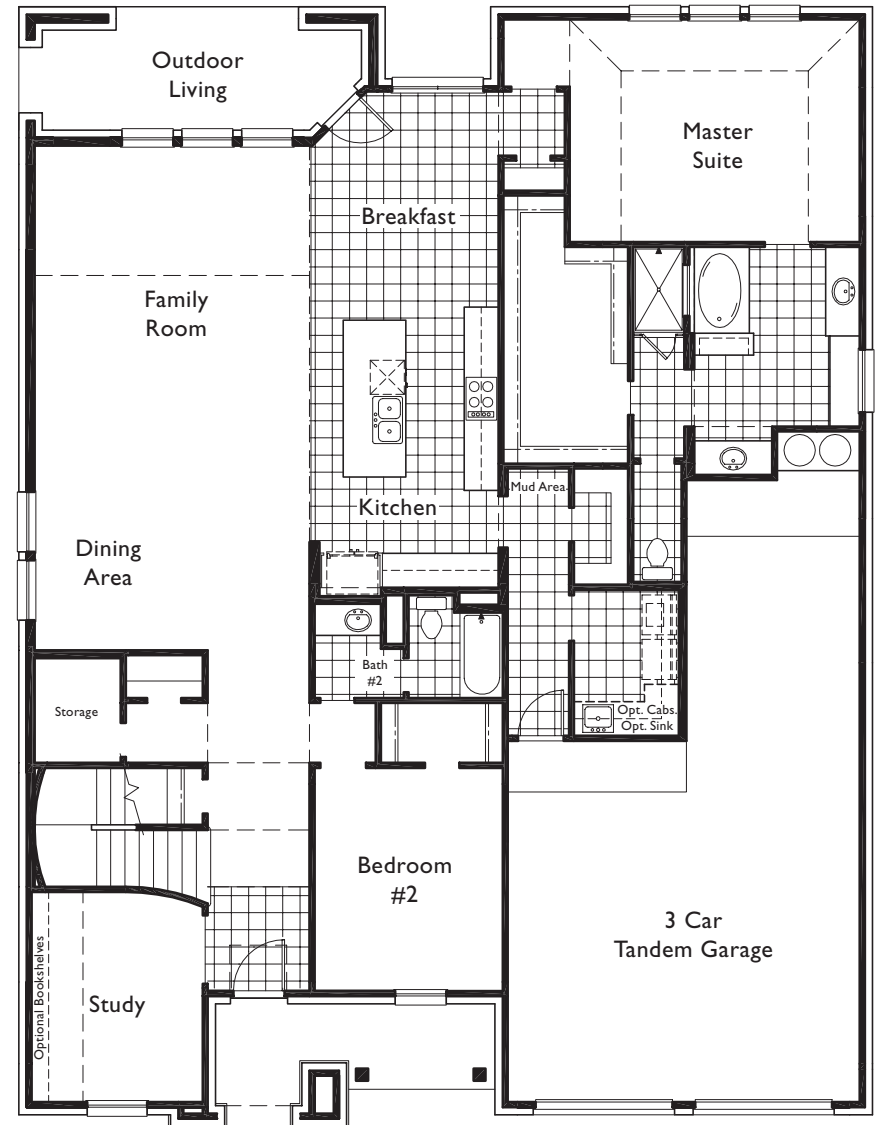 Outdoor
Living
Master
Suite
Breakfast
Family
Room
Mud Area
Kitchen
Dining
Area
Bath
#2
Storage
Opt. Cabs.
Opt. Sink
Bedroom
#2
3 Car
Tandem Garage
Optional Bookshelves
Study